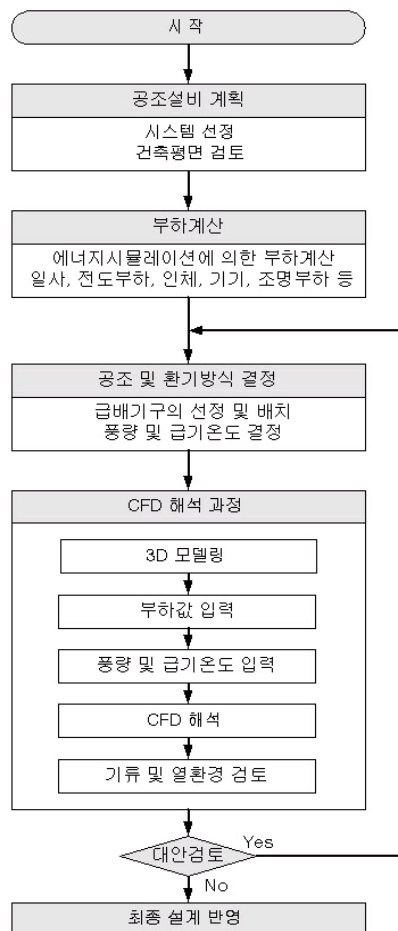 시 작
공조설비 계획
시스템 선정
건축평면 검토
부하계산
에너지시뮬레이션에 의한 부하계산
일사, 전도부하, 인체, 기기, 조명부하 등
공조 및 환기방식 결정
급배기구의 선정 및 배치
풍량 및 급기온도 결정
CFD 해석 과정
3D 모델링
부하값 입력
풍량 및 급기온도 입력
CFD 해석
기류 및 열환경 검토
대안검토
Yes
No
최종 설계 반영